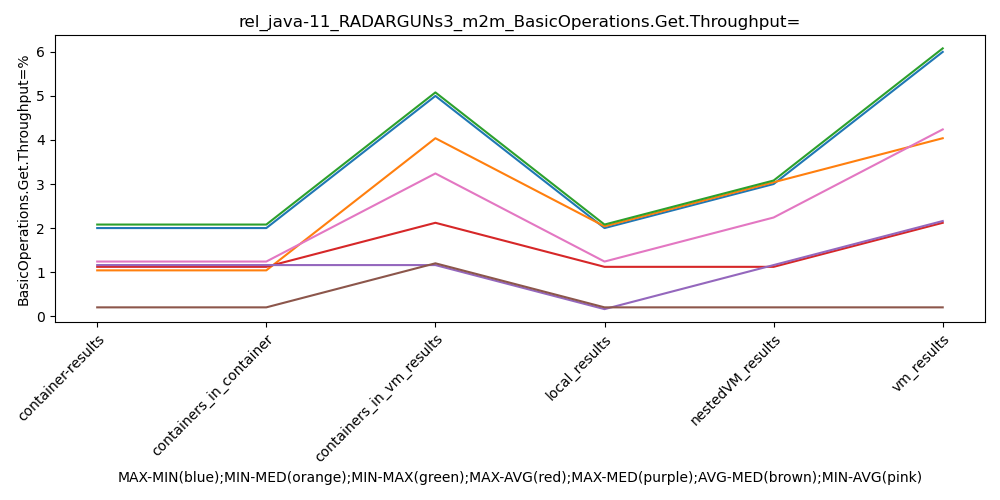 rel_java-11_RADARGUNs3_m2m_BasicOperations.Get.Throughput=
BasicOperations.Get.Throughput=%
6
5
4
3
2
1
0
container-results
containers_in_container
containers_in_vm_results
local_results
nestedVM_results
vm_results
MAX-MIN(blue);MIN-MED(orange);MIN-MAX(green);MAX-AVG(red);MAX-MED(purple);AVG-MED(brown);MIN-AVG(pink)